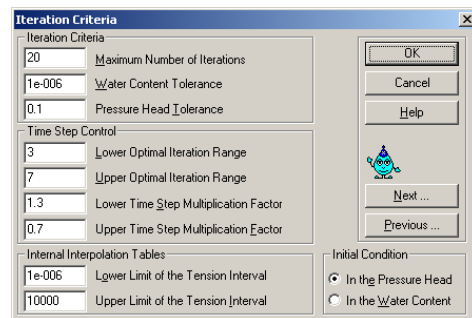 Iteration Criteria
Iteration Criteria
20 Maximum Number of Iterations
1e-006 Water Content Tolerance
0.1 Pressure Head Tolerance
Time Step Control
3 Lower Optimal Iteration Range
7 Upper Optimal Iteration Range
1.3 Lower Time Step Multiplication Factor
0.7 Upper Time Step Multiplication Factor
Internal Interpolation Tables
1e-006 Lower Limit of the Tension Interval
10000 Upper Limit of the Tension Interval
OK
Cancel
Help
Next ...
Previous ...
Initial Condition
In the Pressure Head
In the Water Content